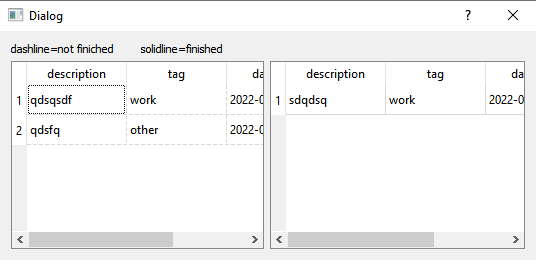 Dialog
dashline=not finiched solidline=finished
description tag da
1 qdsqsdf work 2022-0
2 qdsfq other 2022-0
description tag da
1 sdqdsq work 2022-0